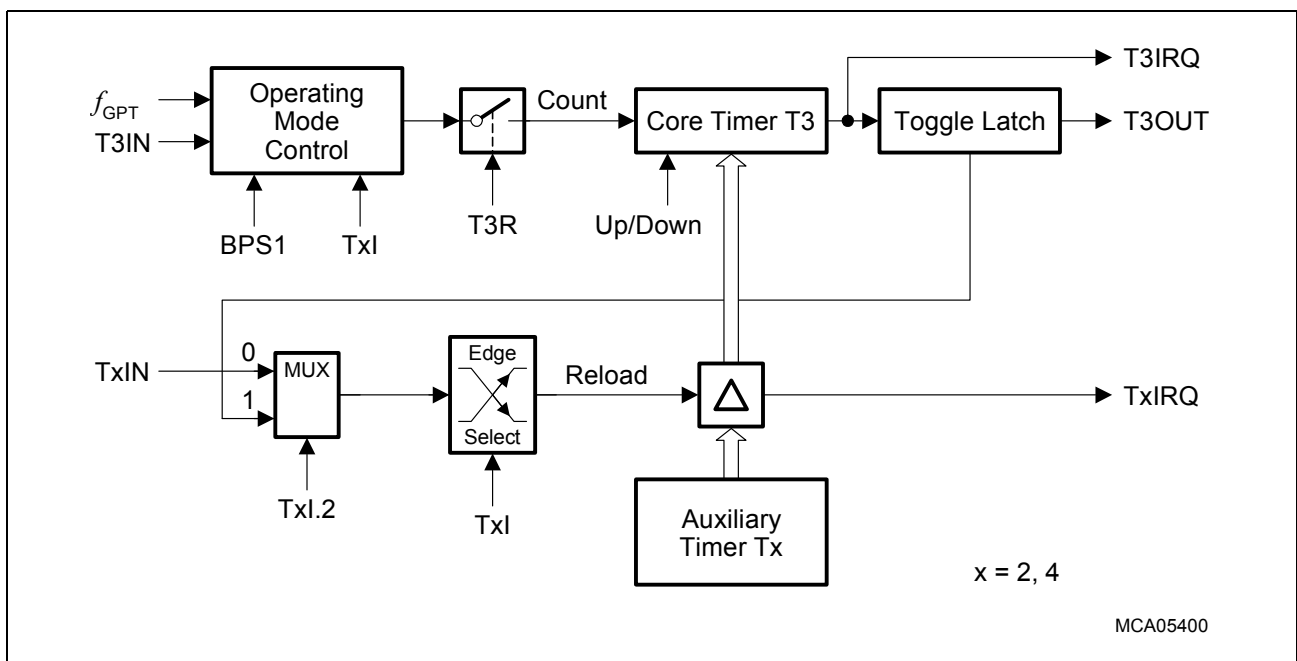 T3IRQ
f GPT
T3IN
Operating
Mode
Control
Count
Core Timer T3
Toggle Latch
T3OUT
BPS1
TxI
T3R
Up/Down
TxIN
0
1
MUX
Edge
Select
Reload
Δ
TxIRQ
TxI.2
TxI
Auxiliary
Timer Tx
x = 2, 4
MCA05400